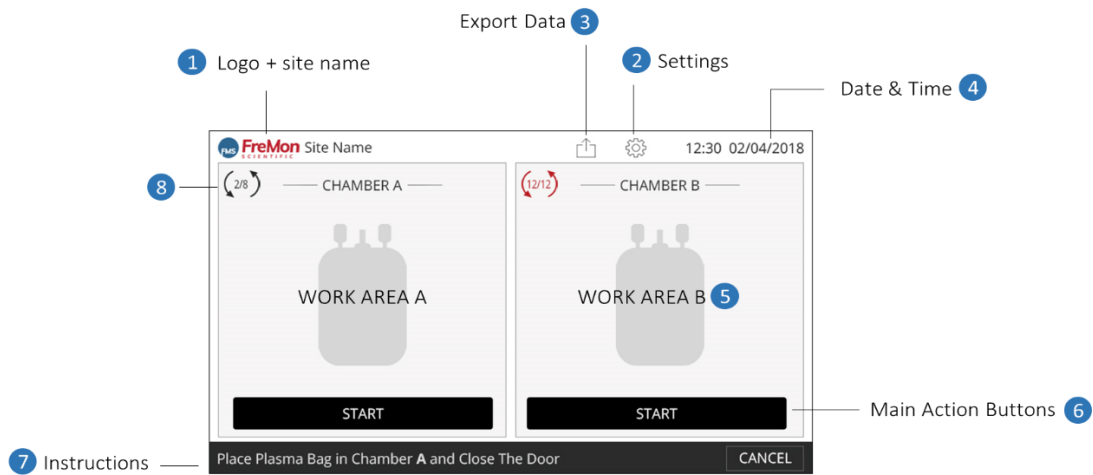 Export Data 3
1 Logo + site name
2 Settings
Date & Time 4
FMS FreMon SCIENTIFIC Site Name
12:30 02/04/2018
8
2/8 CHAMBER A
12/12 CHAMBER B
WORK AREA A
WORK AREA B 5
START
START
Main Action Buttons 6
7 Instructions
Place Plasma Bag in Chamber A and Close The Door
CANCEL